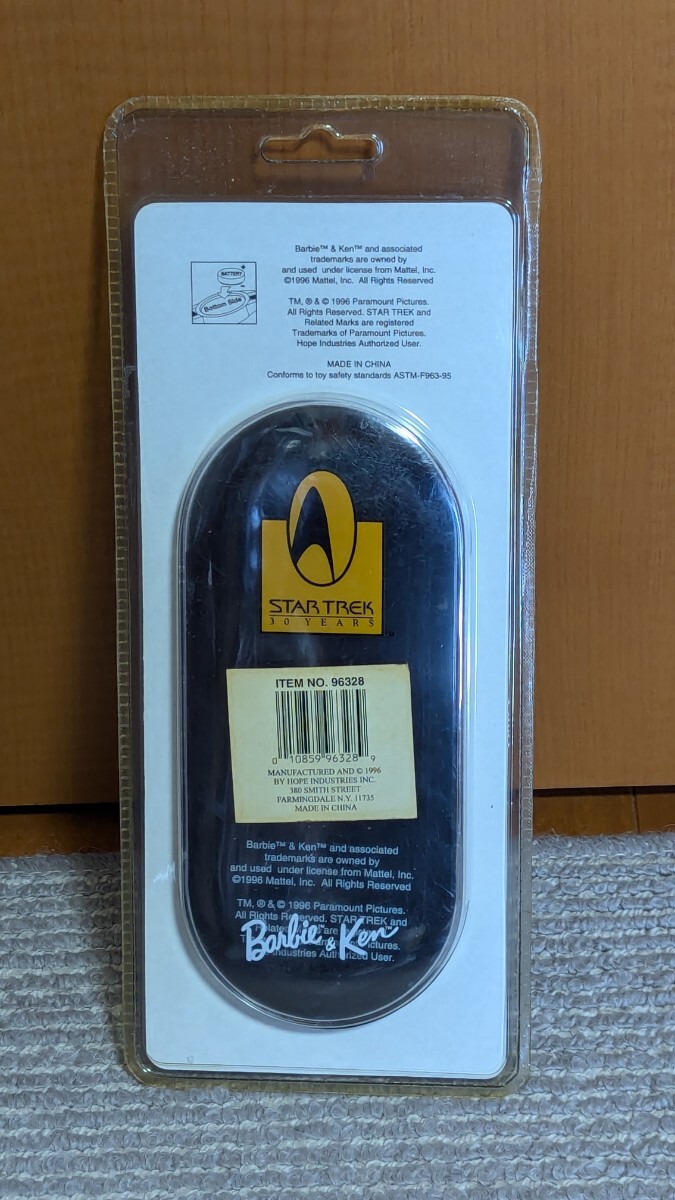 BATTERY
Bottom Side
Barbie™ & Ken™ and associated
trademarks are owned by
and used under license from Mattel, Inc.
©1996 Mattel, Inc. All Rights Reserved
TM, ® & © 1996 Paramount Pictures.
All Rights Reserved. STAR TREK and
Related Marks are registered
Trademarks of Paramount Pictures.
Hope Industries Authorized User.
MADE IN CHINA
Conforms to toy safety standards ASTM-F963-95
STAR TREK
30 YEARS
ITEM NO. 96328
0 10859 96328 9
MANUFACTURED AND © 1996
BY HOPE INDUSTRIES INC.
380 SMITH STREET
FARMINGDALE N.Y. 11735
MADE IN CHINA
Barbie™ & Ken™ and associated
trademarks are owned by
and used under license from Mattel, Inc.
©1996 Mattel, Inc. All Rights Reserved
TM, ® & © 1996 Paramount Pictures.
All Rights Reserved. STAR TREK and
are
Barbie & Ken™
Industries Authorized User.